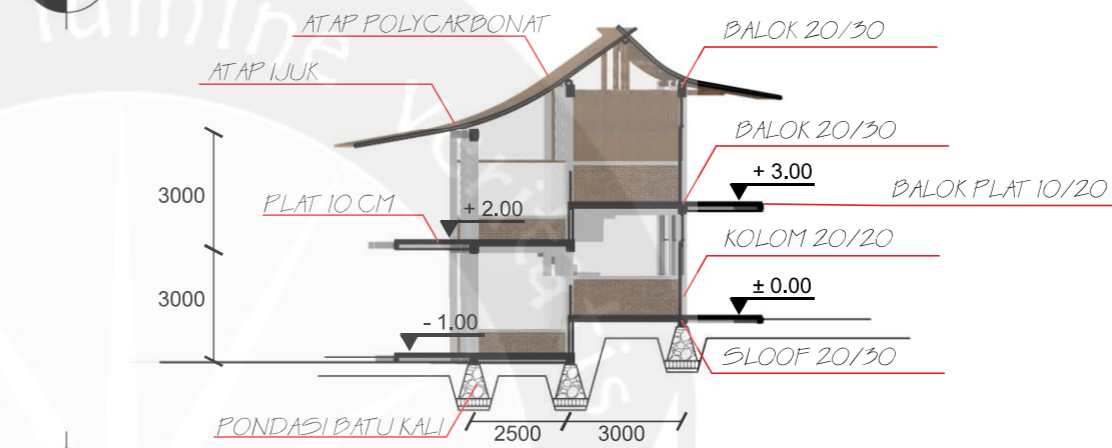 lumine veritatis
ATAP POLYCARBONAT
BALOK 20/30
ATAP IJUK
BALOK 20/30
+ 3.00
BALOK PLAT 10/20
3000
PLAT 10 CM
+ 2.00
KOLOM 20/20
± 0.00
3000
- 1.00
SLOOF 20/30
PONDASI BATU KALI
2500
3000